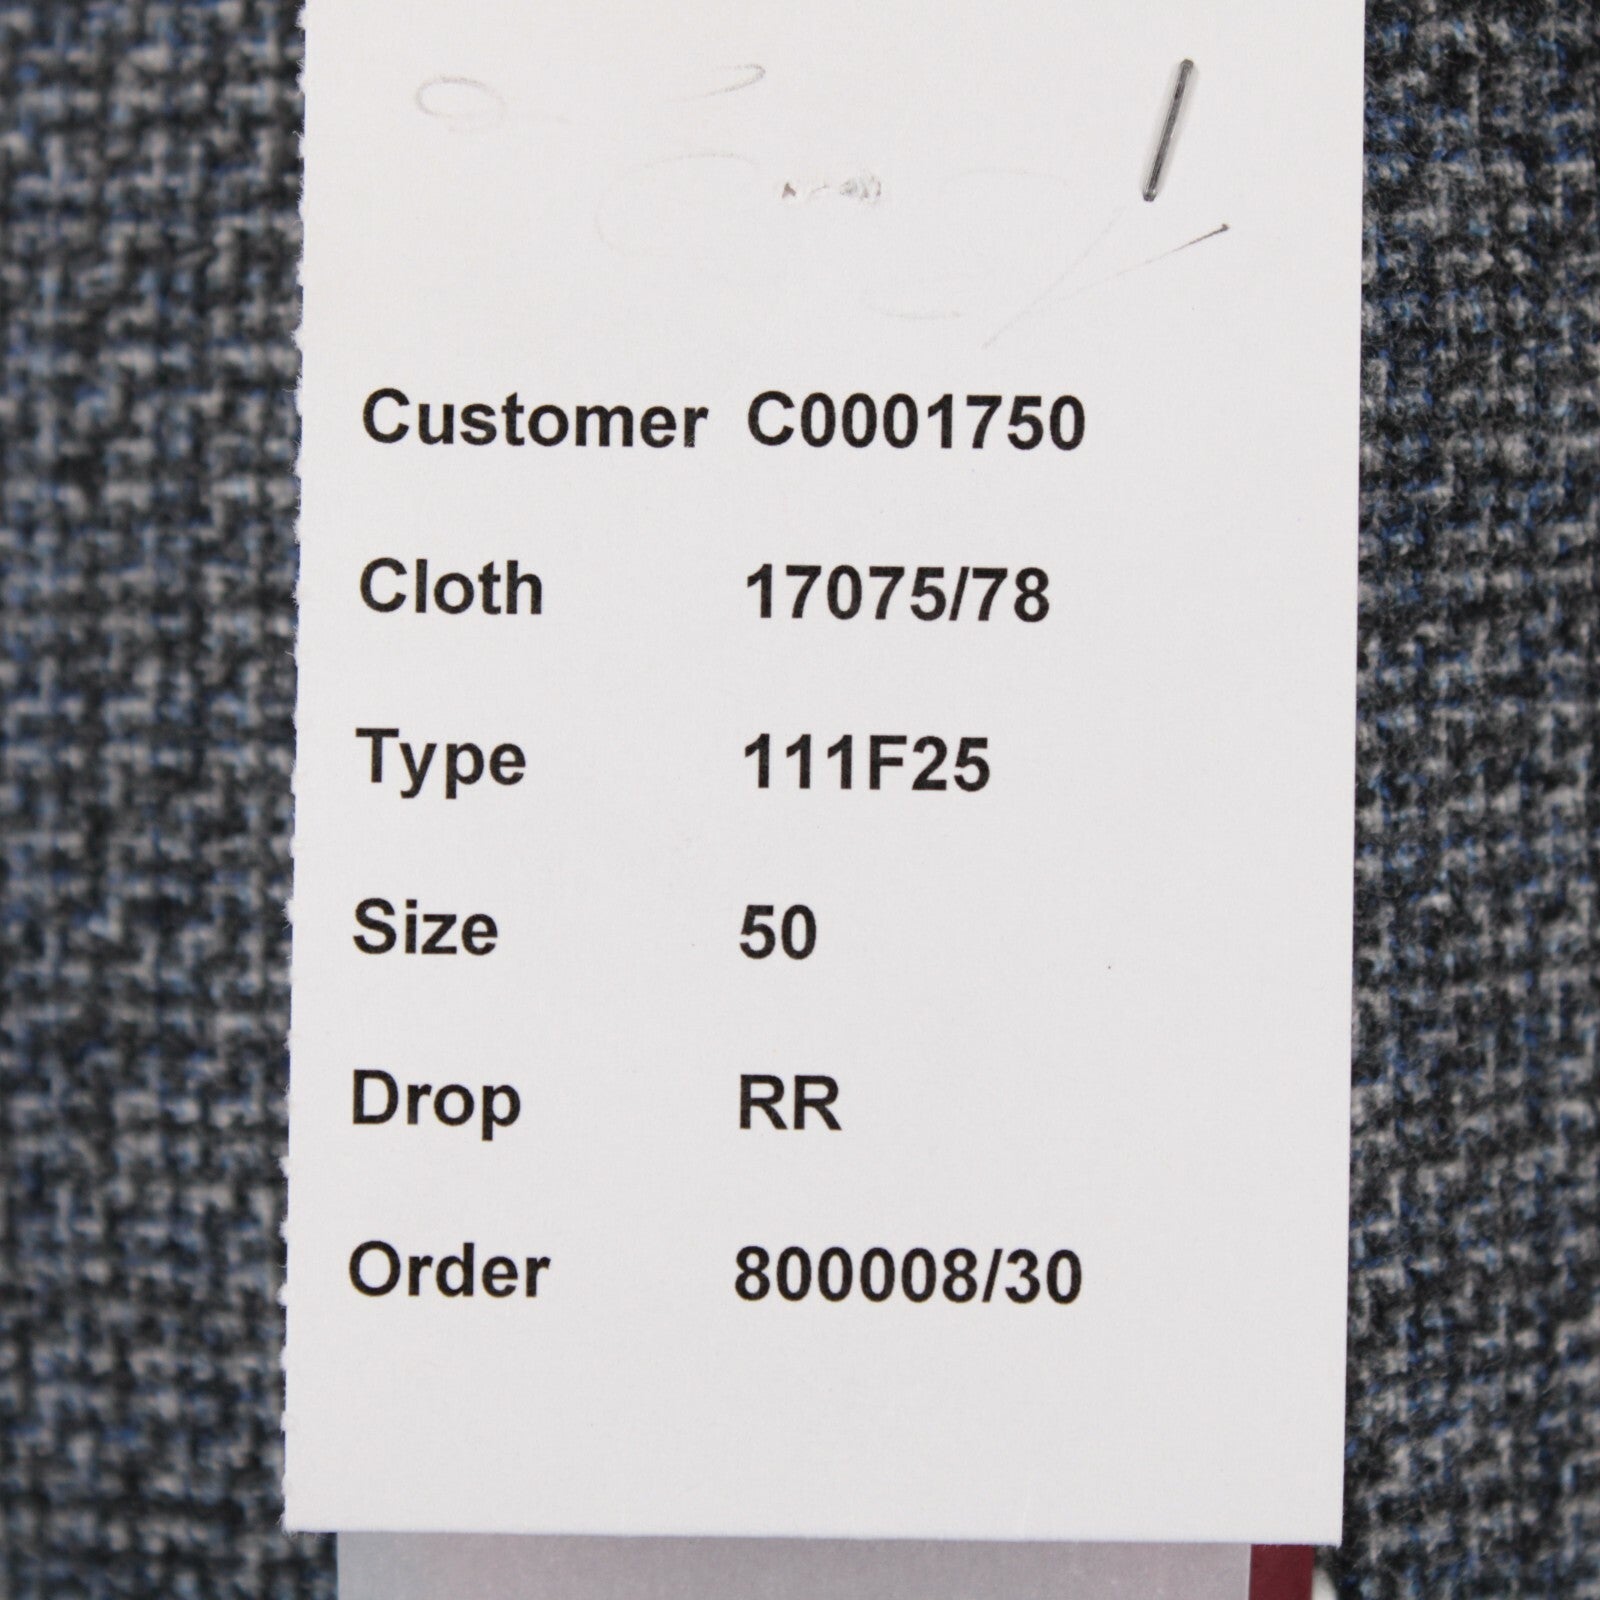 Customer C0001750
Cloth 17075/78
Type 111F25
Size 50
Drop RR
Order 800008/30